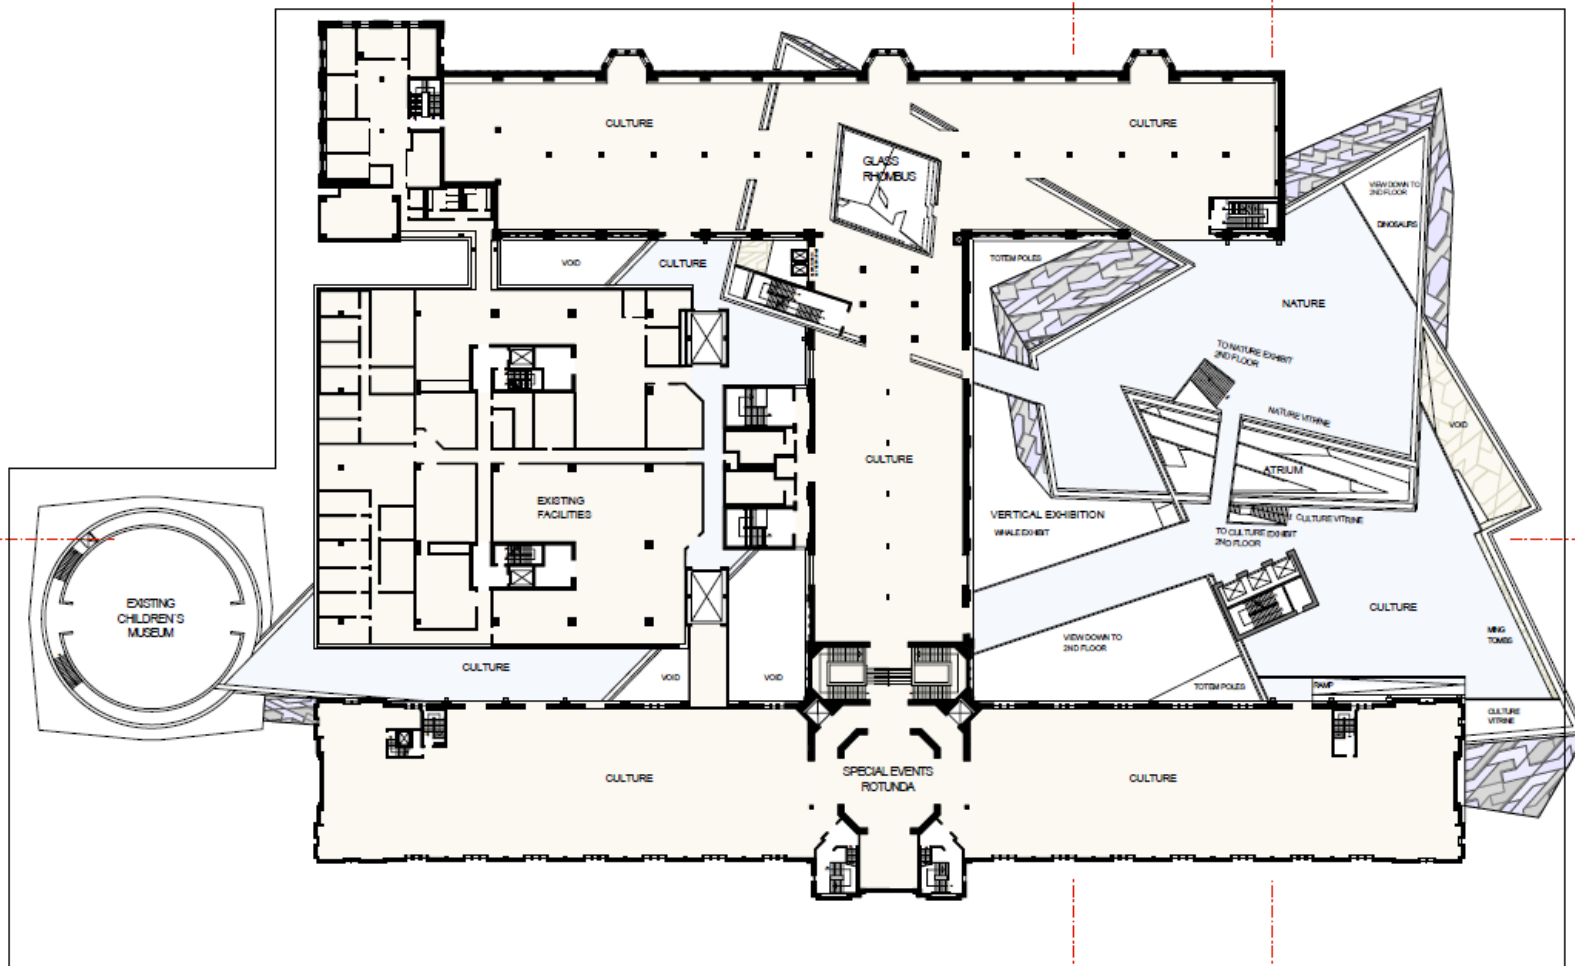 CULTURE
CULTURE
GLASS
RHOMBUS
VIEW DOWN TO
2ND FLOOR
DINOSAURS
VOID
CULTURE
TOTEM POLES
NATURE
TO NATURE EXHIBIT
2ND FLOOR
NATURE VITRINE
VOID
CULTURE
ATRIUM
EXISTING
FACILITIES
VERTICAL EXHIBITION
WHALE EXHIBIT
CULTURE VITRINE
TO CULTURE EXHIBIT
2ND FLOOR
EXISTING
CHILDREN'S
MUSEUM
CULTURE
MING
TOMBS
VIEW DOWN TO
2ND FLOOR
CULTURE
VOID
VOID
TOTEM POLES
RAMP
CULTURE
VITRINE
CULTURE
SPECIAL EVENTS
ROTUNDA
CULTURE